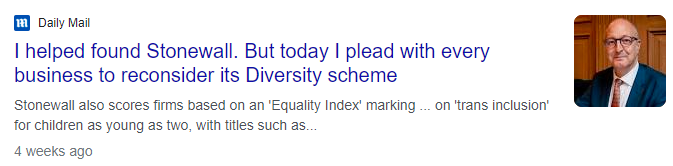 m Daily Mail
I helped found Stonewall. But today I plead with every
business to reconsider its Diversity scheme
Stonewall also scores firms based on an 'Equality Index' marking ... on 'trans inclusion'
for children as young as two, with titles such as...
4 weeks ago